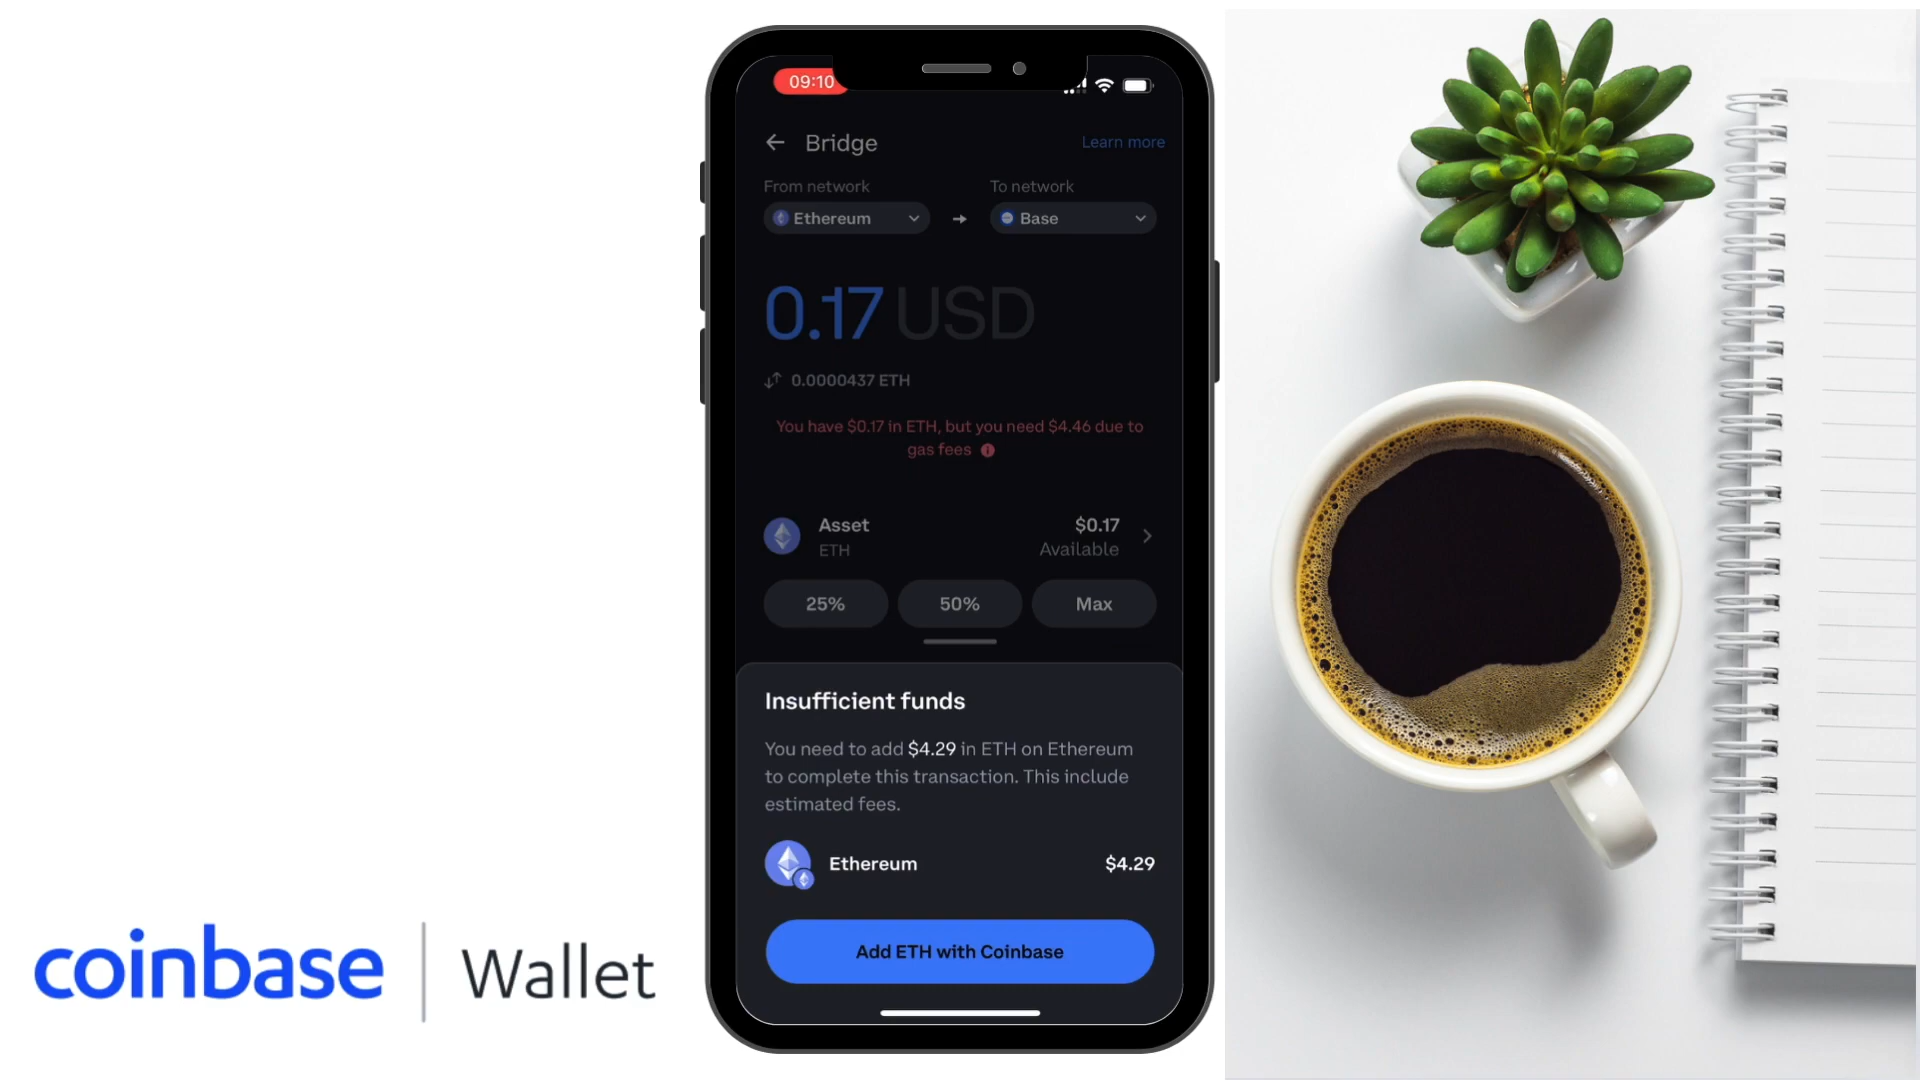 09:10
Bridge
Learn more
From network
To network
Ethereum
Base
0.17 USD
0.0000437 ETH
You have $0.17 in ETH, but you need $4.46 due to
gas fees
Asset
$0.17
ETH
Available
25%
50%
Max
Insufficient funds
You need to add $4.29 in ETH on Ethereum
to complete this transaction. This include
estimated fees.
Ethereum
$4.29
Add ETH with Coinbase
coinbase | Wallet